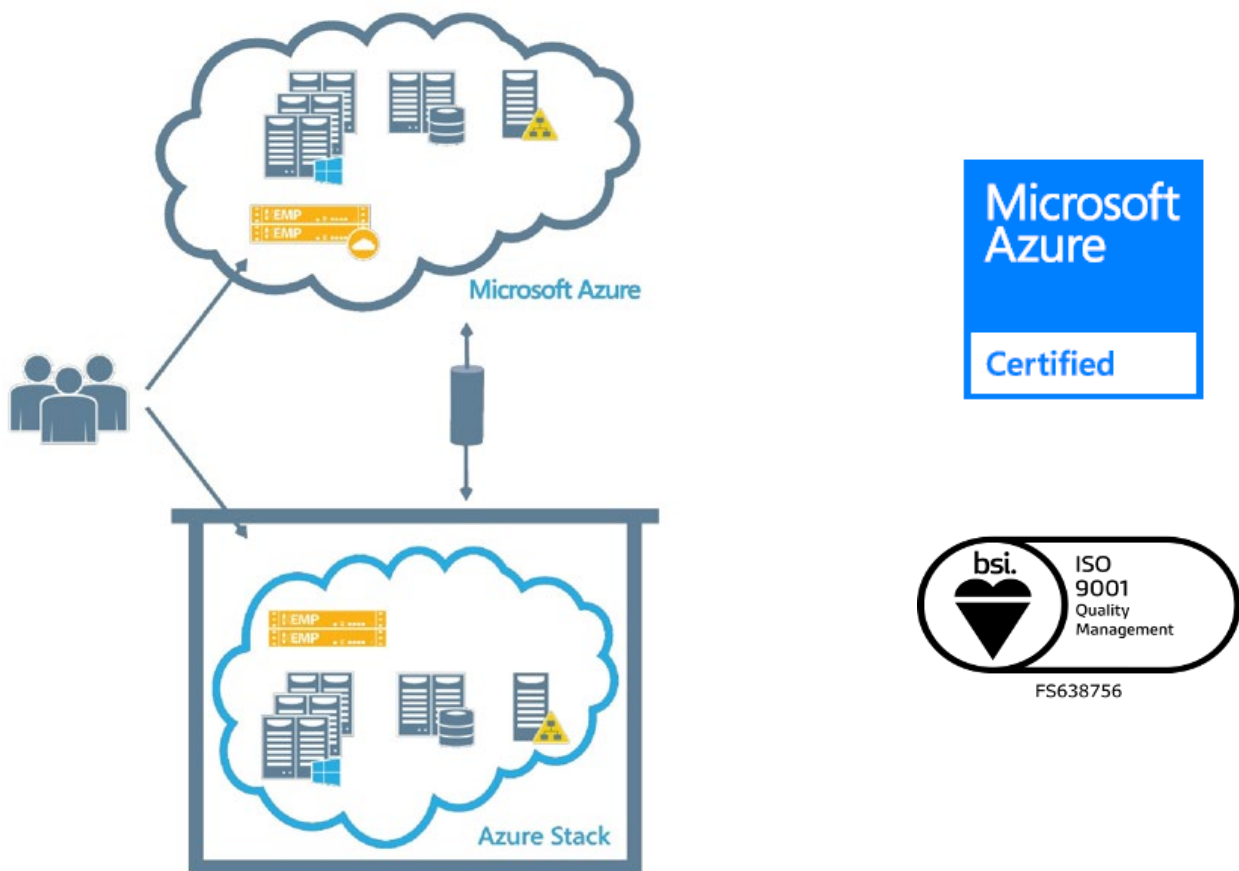 EMP
EMP
Microsoft Azure
EMP
EMP
Azure Stack
Microsoft
Azure
Certified
bsi.
ISO
9001
Quality
Management
FS638756